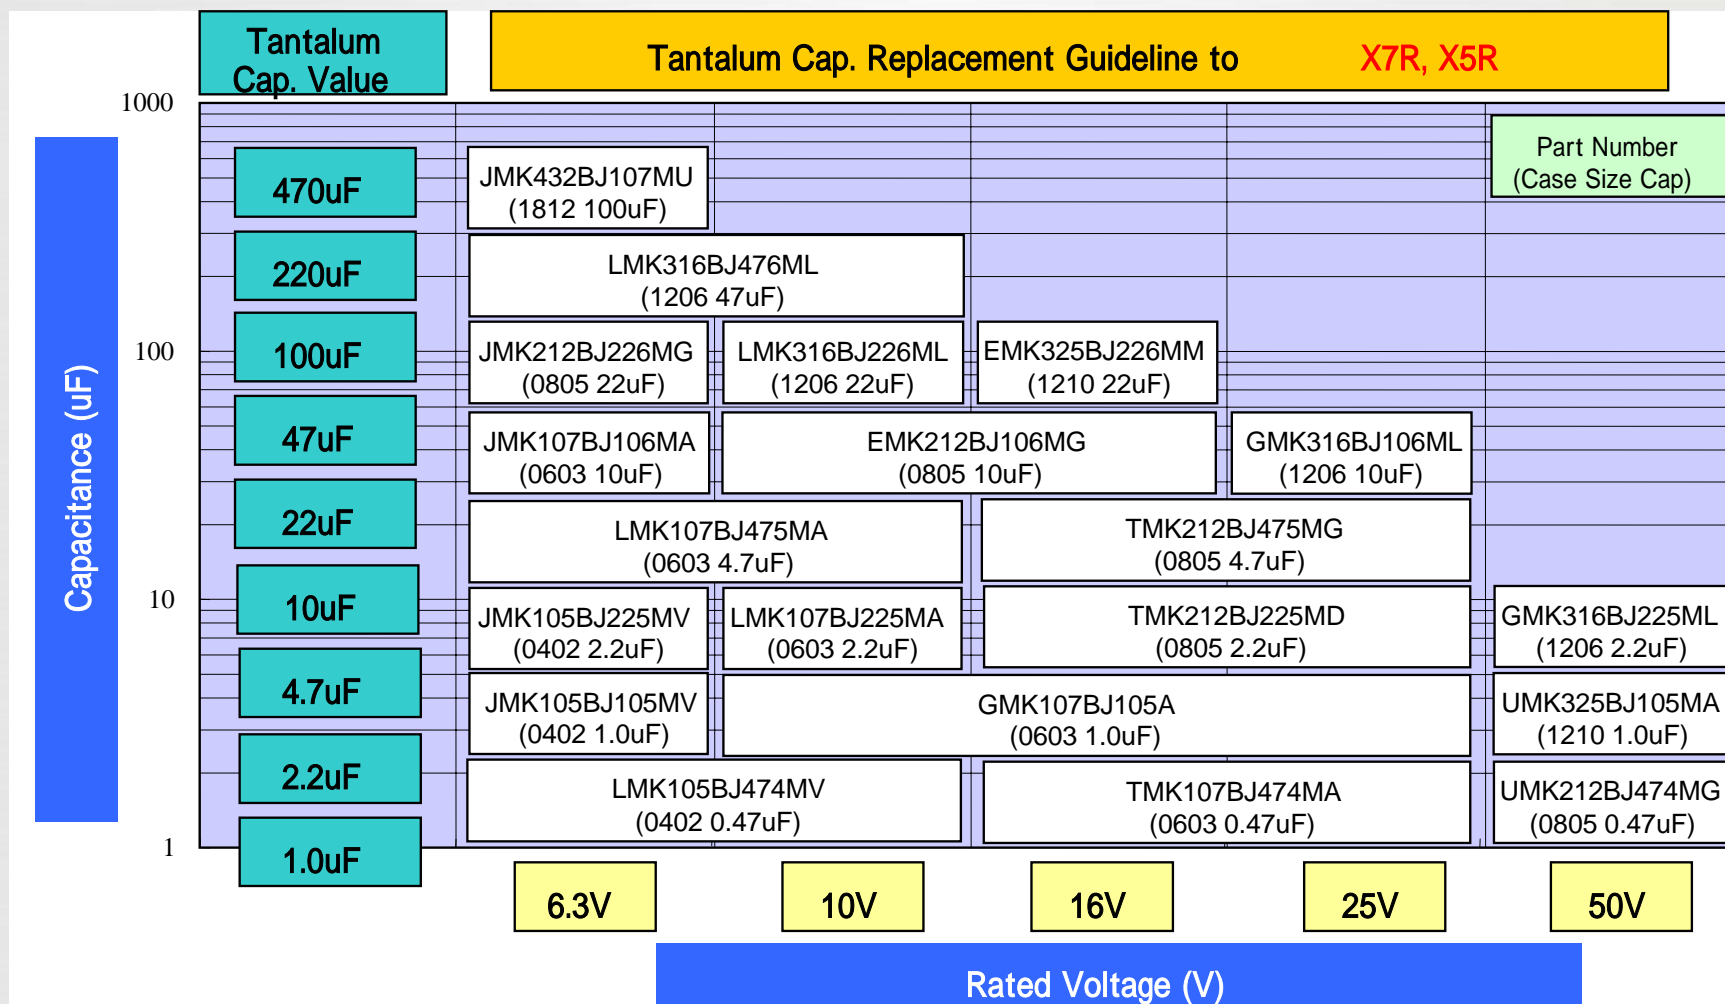 Tantalum
Cap. Value
Tantalum Cap. Replacement Guideline to X7R, X5R
1000
Part Number
(Case Size Cap)
470uF
JMK432BJ107MU
(1812 100uF)
220uF
LMK316BJ476ML
(1206 47uF)
100
100uF
JMK212BJ226MG
(0805 22uF)
LMK316BJ226ML
(1206 22uF)
EMK325BJ226MM
(1210 22uF)
Capacitance (uF)
47uF
JMK107BJ106MA
(0603 10uF)
EMK212BJ106MG
(0805 10uF)
GMK316BJ106ML
(1206 10uF)
22uF
LMK107BJ475MA
(0603 4.7uF)
TMK212BJ475MG
(0805 4.7uF)
10
10uF
JMK105BJ225MV
(0402 2.2uF)
LMK107BJ225MA
(0603 2.2uF)
TMK212BJ225MD
(0805 2.2uF)
GMK316BJ225ML
(1206 2.2uF)
4.7uF
JMK105BJ105MV
(0402 1.0uF)
GMK107BJ105A
(0603 1.0uF)
UMK325BJ105MA
(1210 1.0uF)
2.2uF
LMK105BJ474MV
(0402 0.47uF)
TMK107BJ474MA
(0603 0.47uF)
UMK212BJ474MG
(0805 0.47uF)
1
1.0uF
6.3V
10V
16V
25V
50V
Rated Voltage (V)